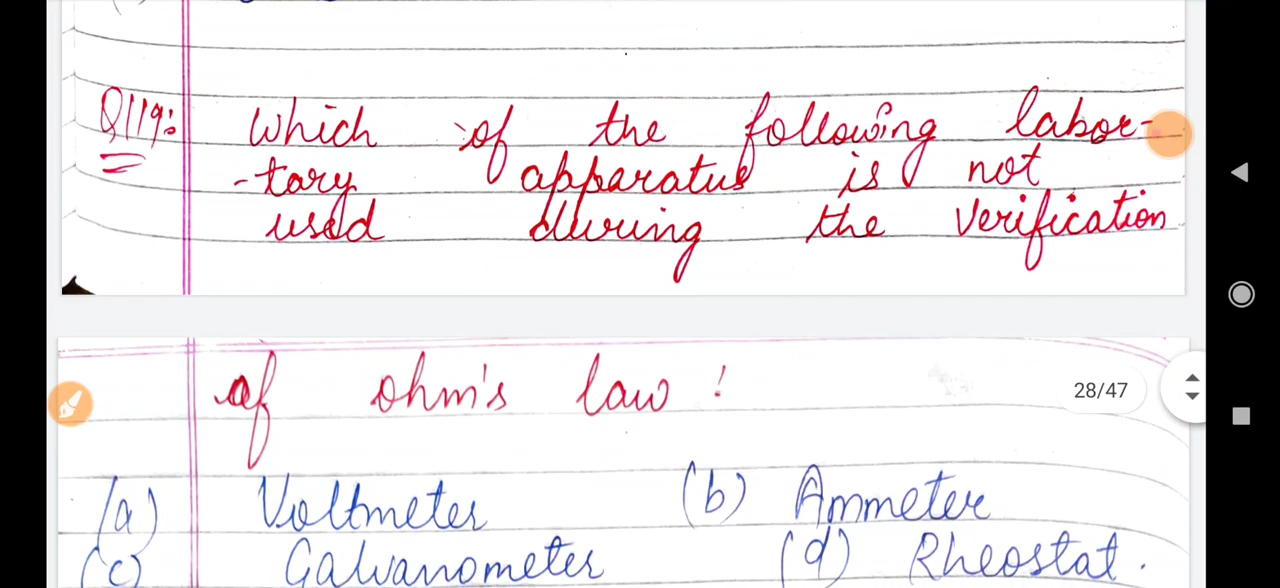 Q119: Which of the following labor-
-tary apparatus is not
used during the verification
of ohm's law!
28/47
(a) Voltmeter (b) Ammeter
(c) Galvanometer (d) Rheostat.